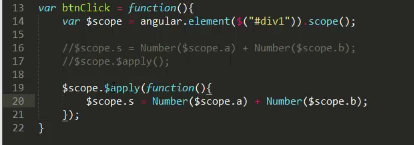 13 var btnClick = function(){
14 var $scope = angular.element($("#div1")).scope();
15
16 //$scope.s = Number($scope.a) + Number($scope.b);
17 //$scope.$apply();
18
19 $scope.$apply(function(){
20 $scope.s = Number($scope.a) + Number($scope.b);
21 });
22 }